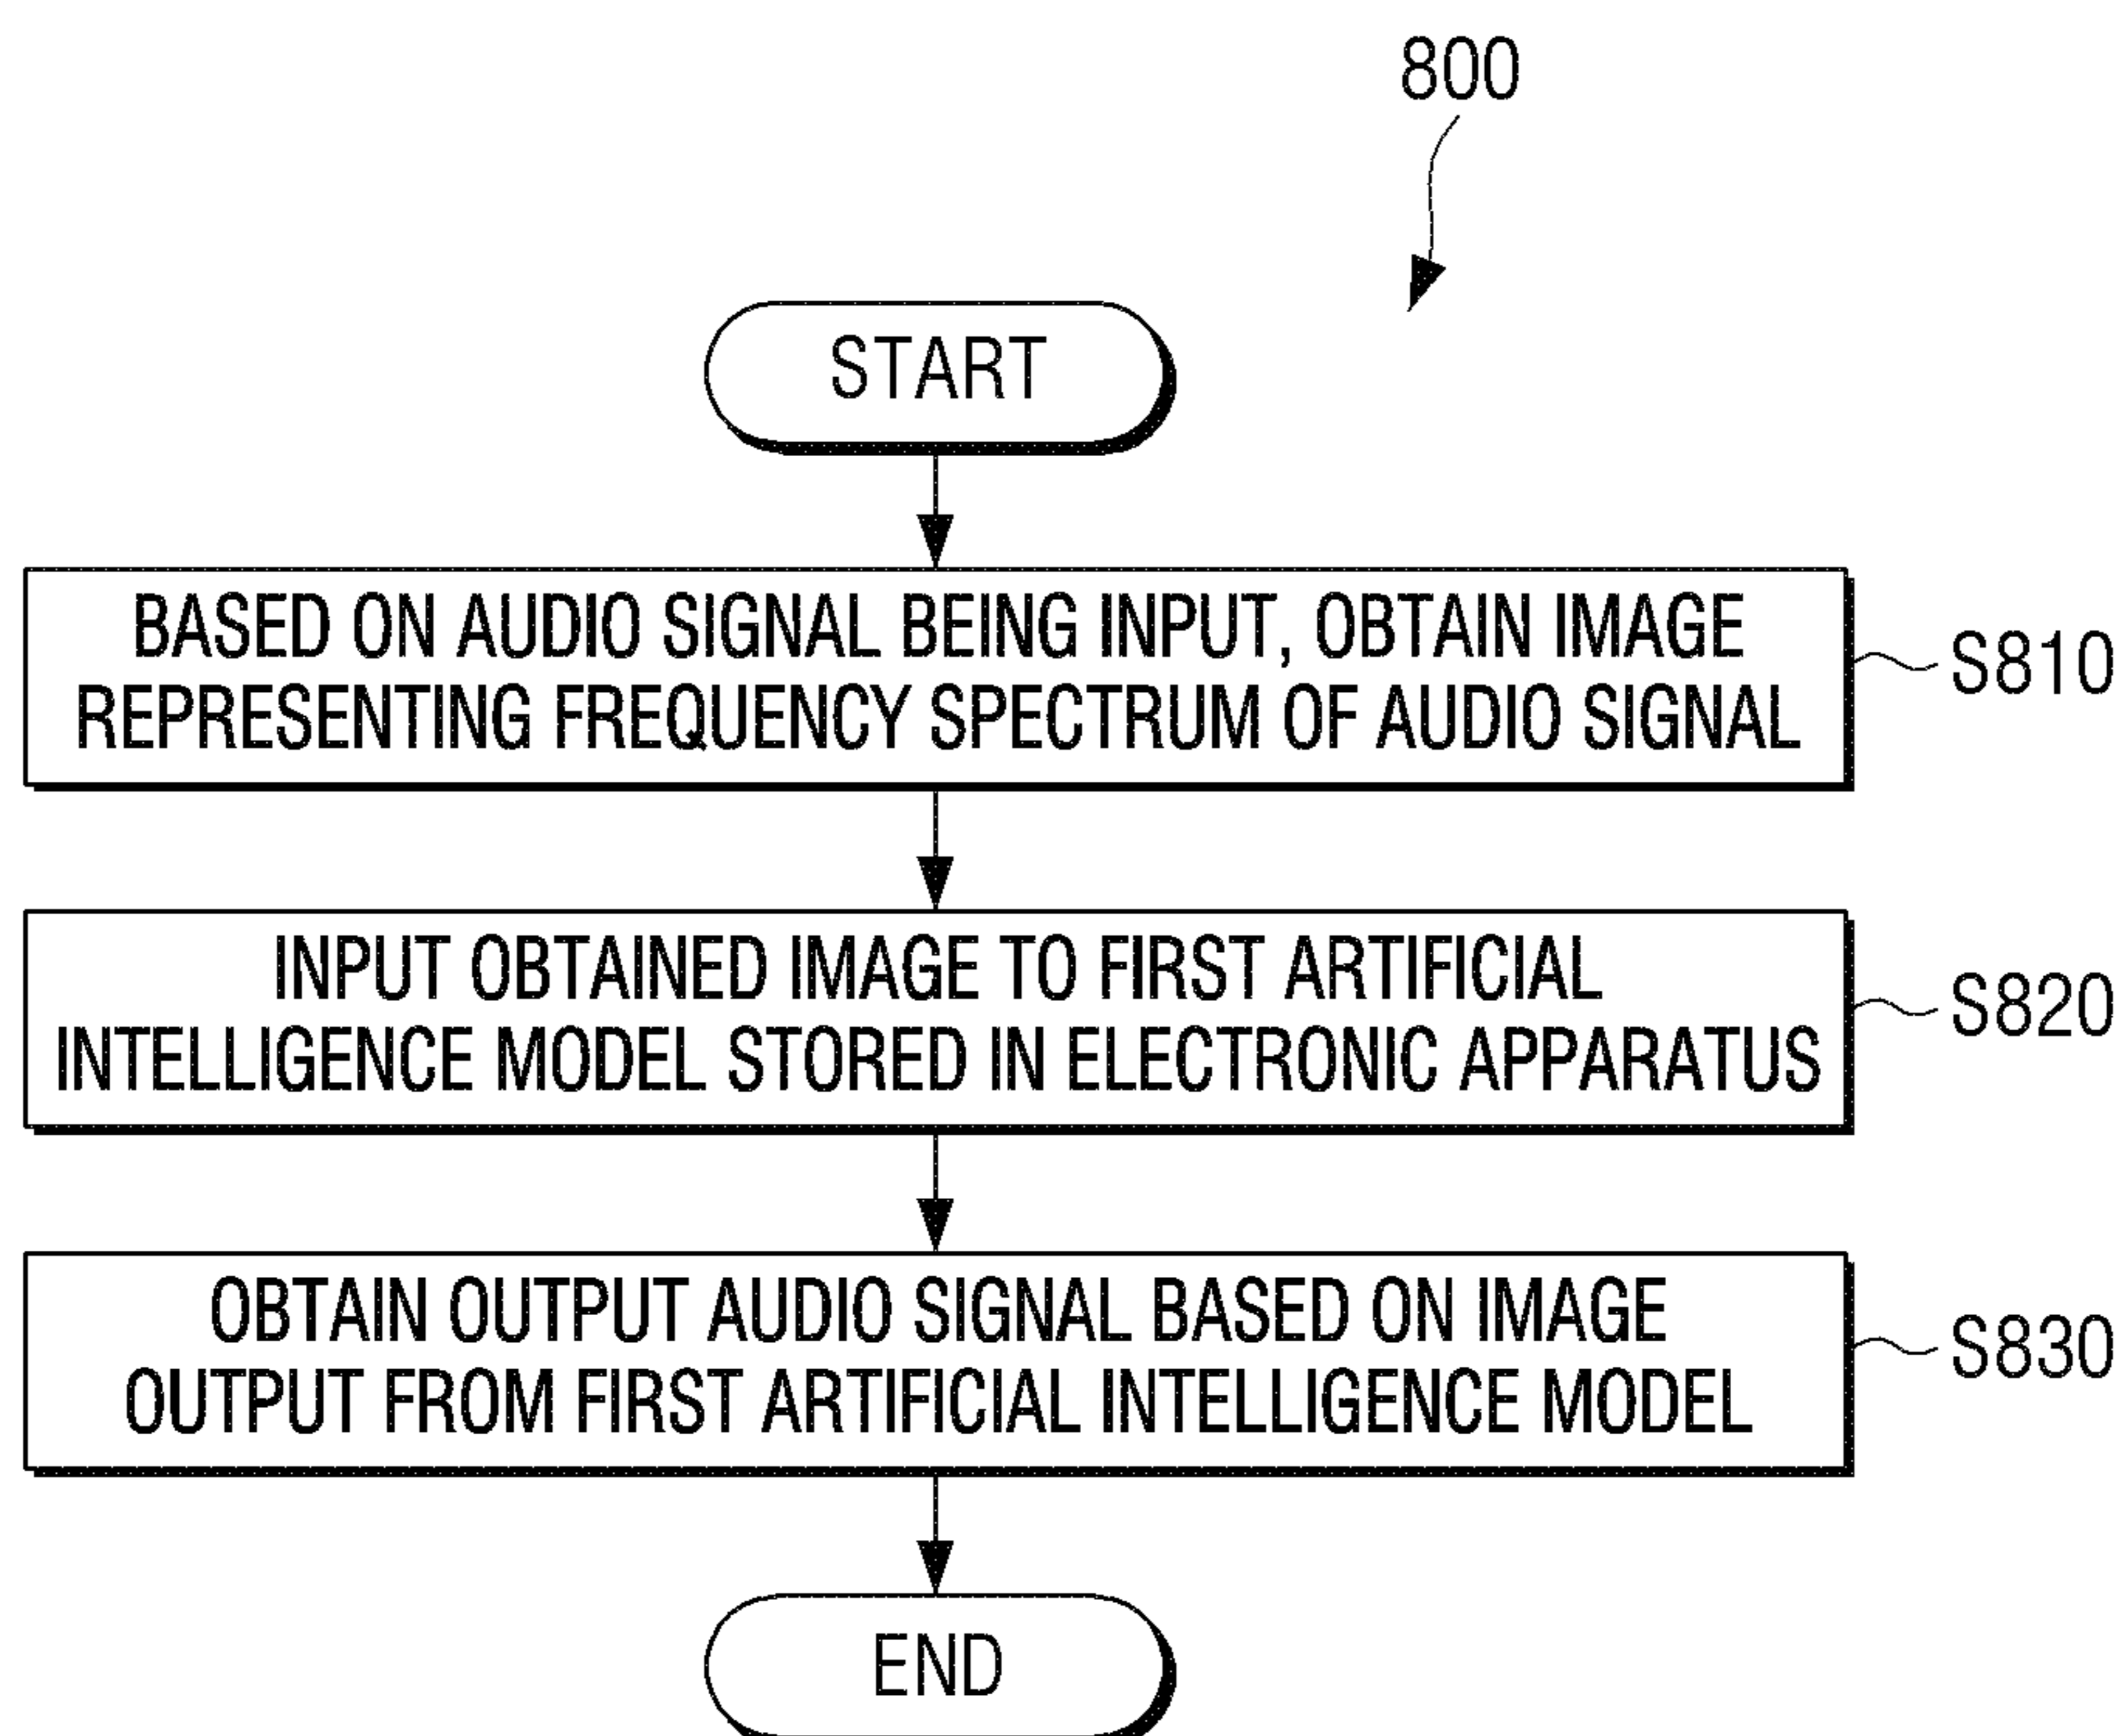 800
START
BASED ON AUDIO SIGNAL BEING INPUT, OBTAIN IMAGE
REPRESENTING FREQUENCY SPECTRUM OF AUDIO SIGNAL
S810
INPUT OBTAINED IMAGE TO FIRST ARTIFICIAL
INTELLIGENCE MODEL STORED IN ELECTRONIC APPARATUS
S820
OBTAIN OUTPUT AUDIO SIGNAL BASED ON IMAGE
OUTPUT FROM FIRST ARTIFICIAL INTELLIGENCE MODEL
S830
END